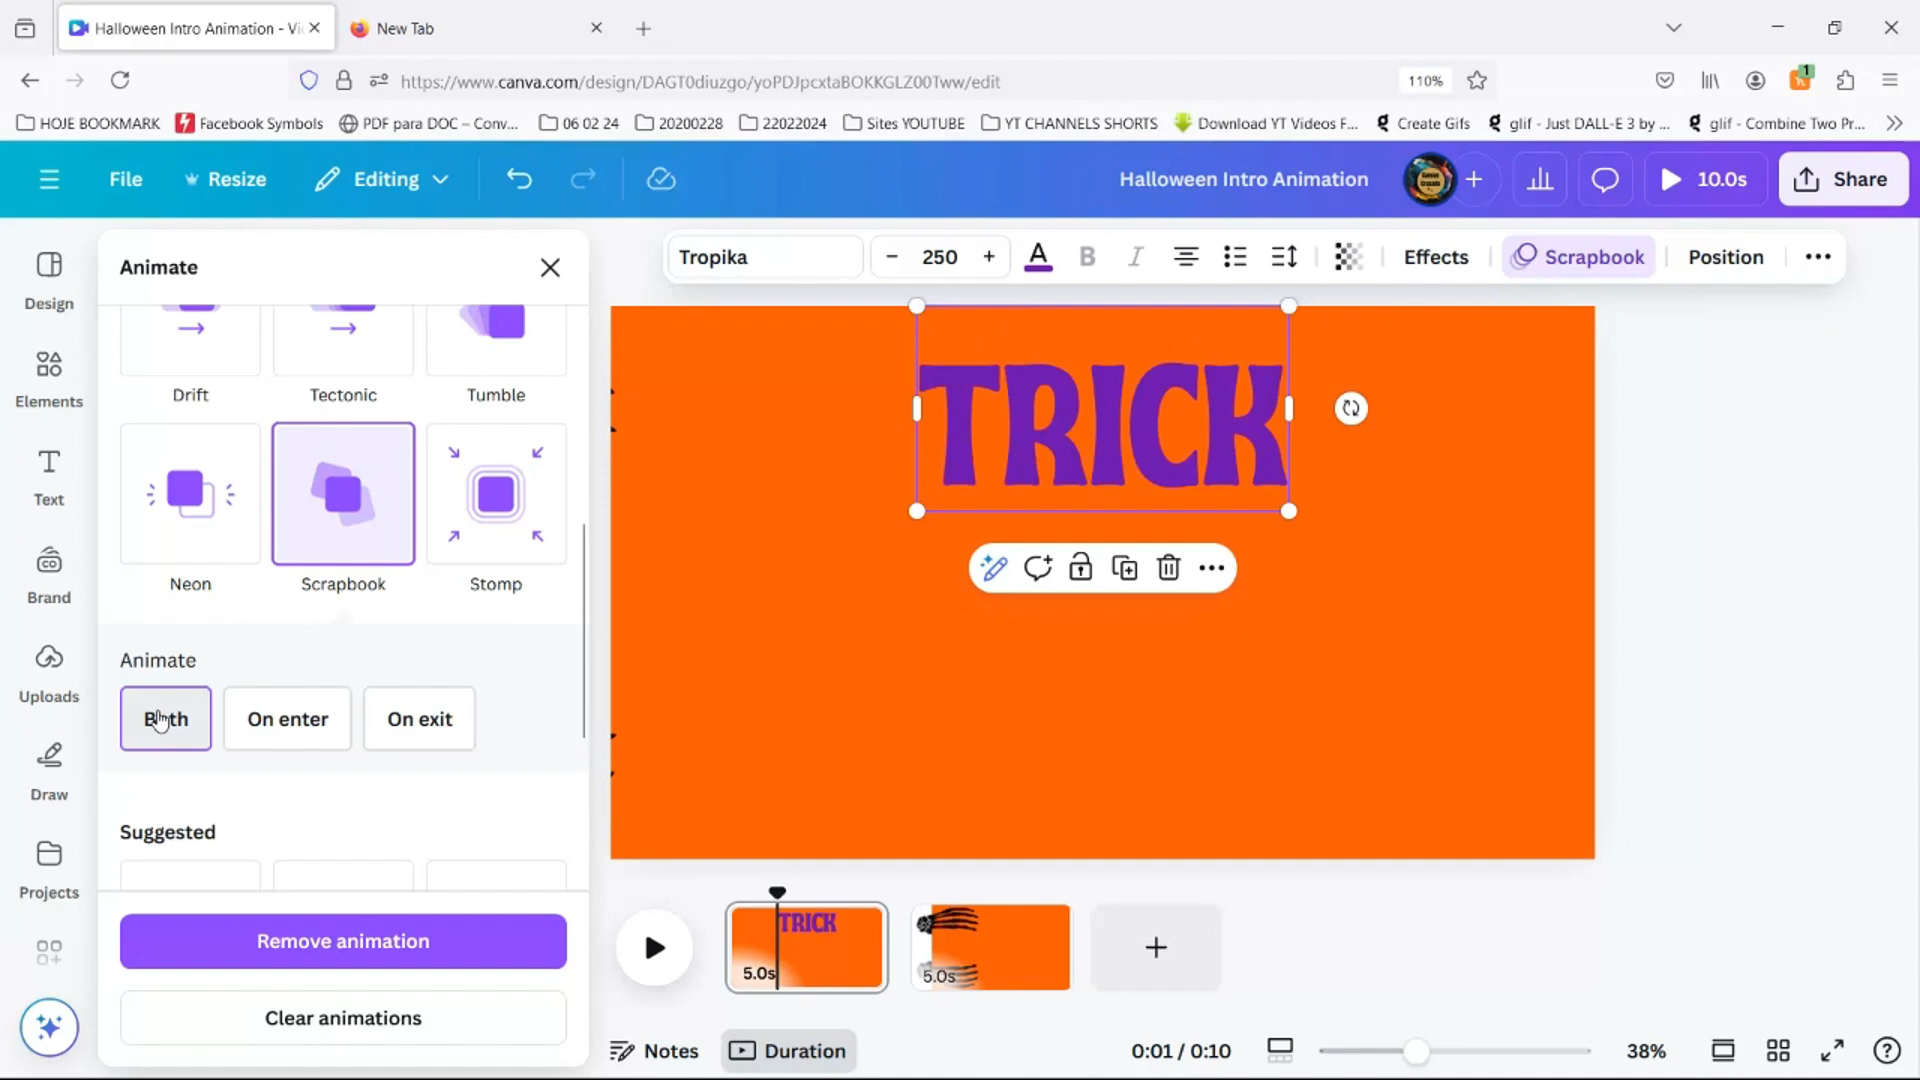 Halloween Intro Animation - Vi
New Tab
https://www.canva.com/design/DAGT0diuzgo/yoPDJpcxtaBOKKGLZ00Tww/edit
110%
1
HOJE BOOKMARK
Facebook Symbols
PDF para DOC – Conv...
06 02 24
20200228
22022024
Sites YOUTUBE
YT CHANNELS SHORTS
Download YT Videos F...
Create Gifs
glif - Just DALL-E 3 by ...
glif - Combine Two Pr...
File
Resize
Editing
Halloween Intro Animation
10.0s
Share
Design
Elements
Text
Brand
Uploads
Draw
Projects
Animate
Drift
Tectonic
Tumble
Neon
Scrapbook
Stomp
Animate
Both
On enter
On exit
Suggested
Remove animation
Clear animations
Tropika
250
A
B
I
Effects
Scrapbook
Position
TRICK
TRICK
5.0s
5.0s
Notes
Duration
0:01 / 0:10
38%